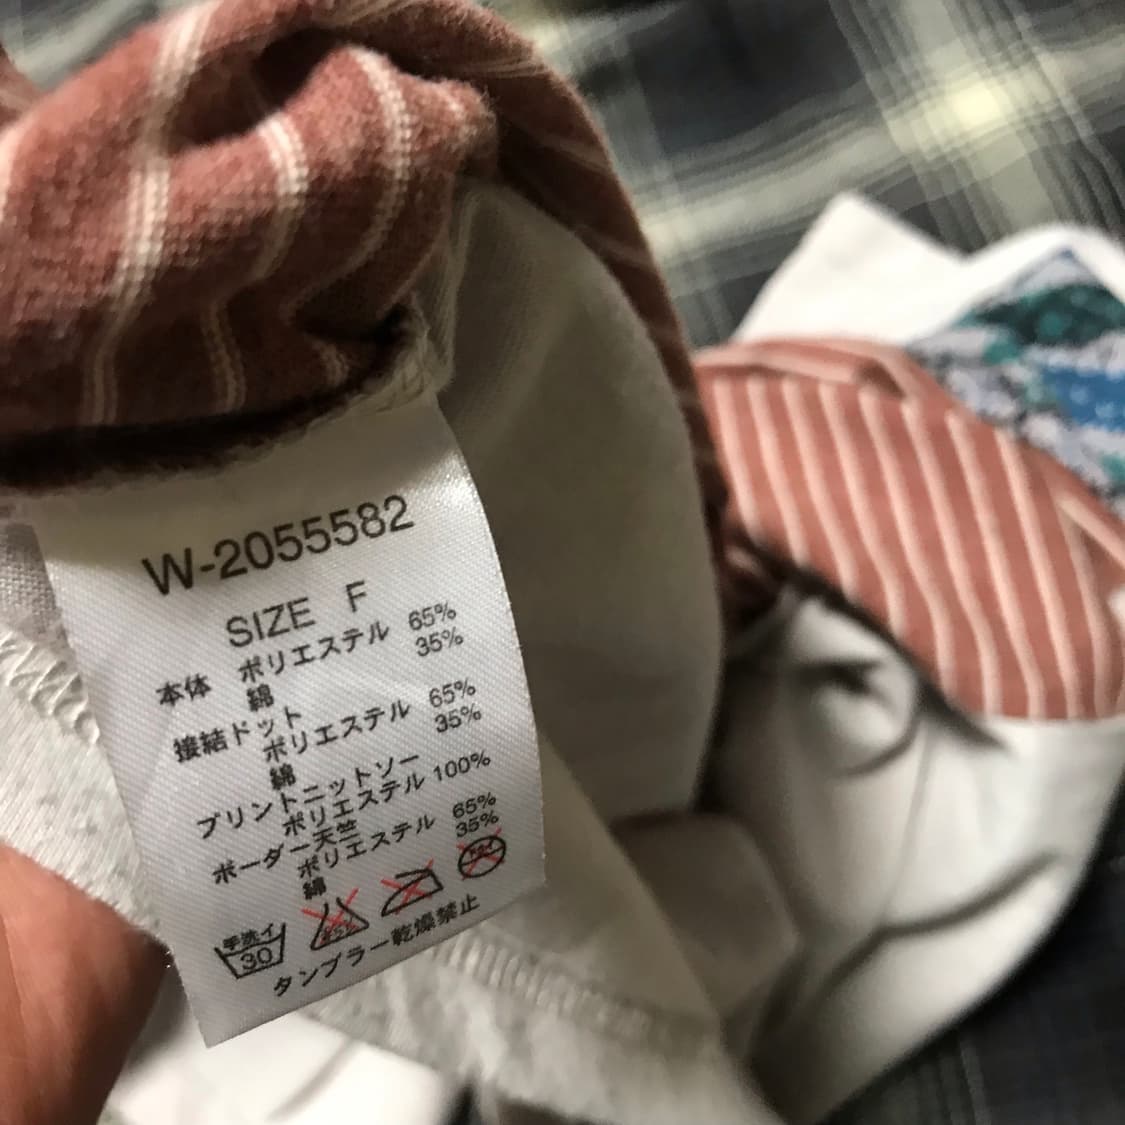 W-2055582
SIZE F
本体 ポリエステル 65%
綿 35%
接結ドット
ポリエステル 65%
綿 35%
プリントニットソー
ポリエステル 100%
ボーダー天竺
ポリエステル 65%
綿 35%
手洗イ
30
タンブラー乾燥禁止